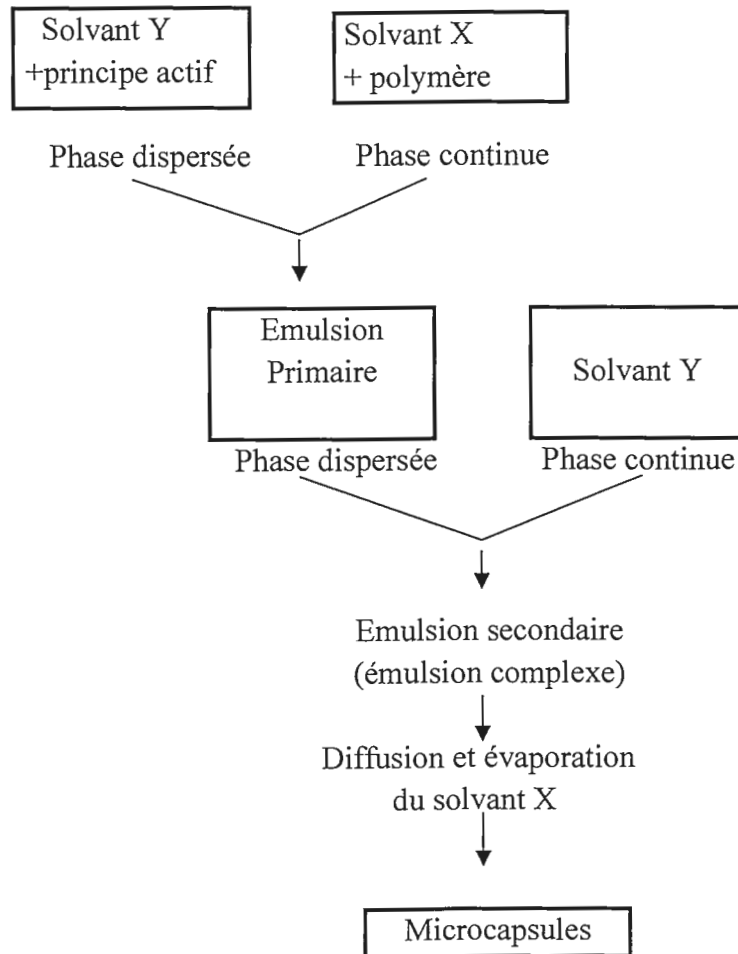 Solvant Y
+principe actif
Solvant X
+ polymère
Phase dispersée
Phase continue
Emulsion
Primaire
Solvant Y
Phase dispersée
Phase continue
Emulsion secondaire
(émulsion complexe)
Diffusion et évaporation
du solvant X
Microcapsules